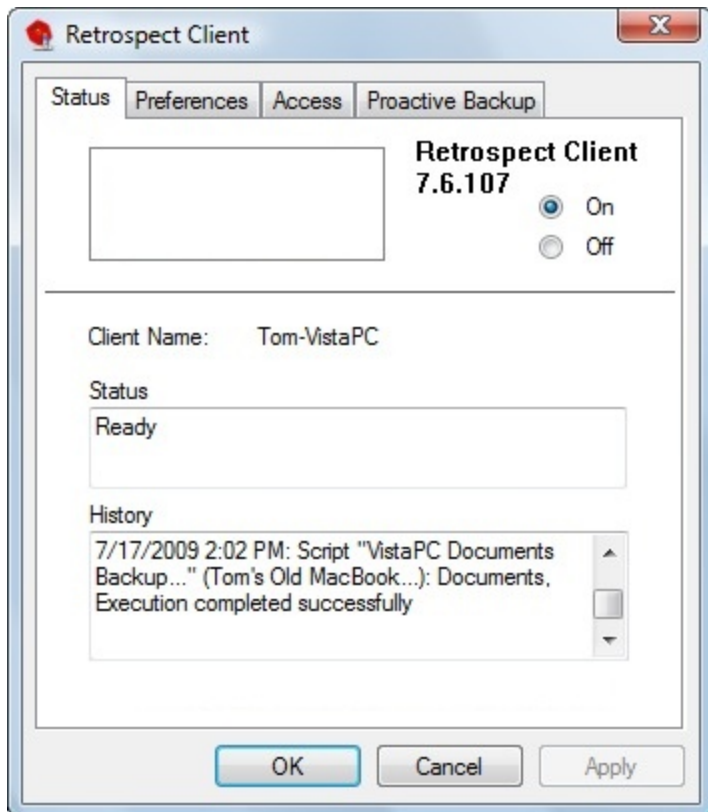 Retrospect Client
Status
Preferences
Access
Proactive Backup
Retrospect Client
7.6.107
On
Off
Client Name: Tom-VistaPC
Status
Ready
History
7/17/2009 2:02 PM: Script "VistaPC Documents
Backup..." (Tom's Old MacBook...): Documents,
Execution completed successfully
OK
Cancel
Apply